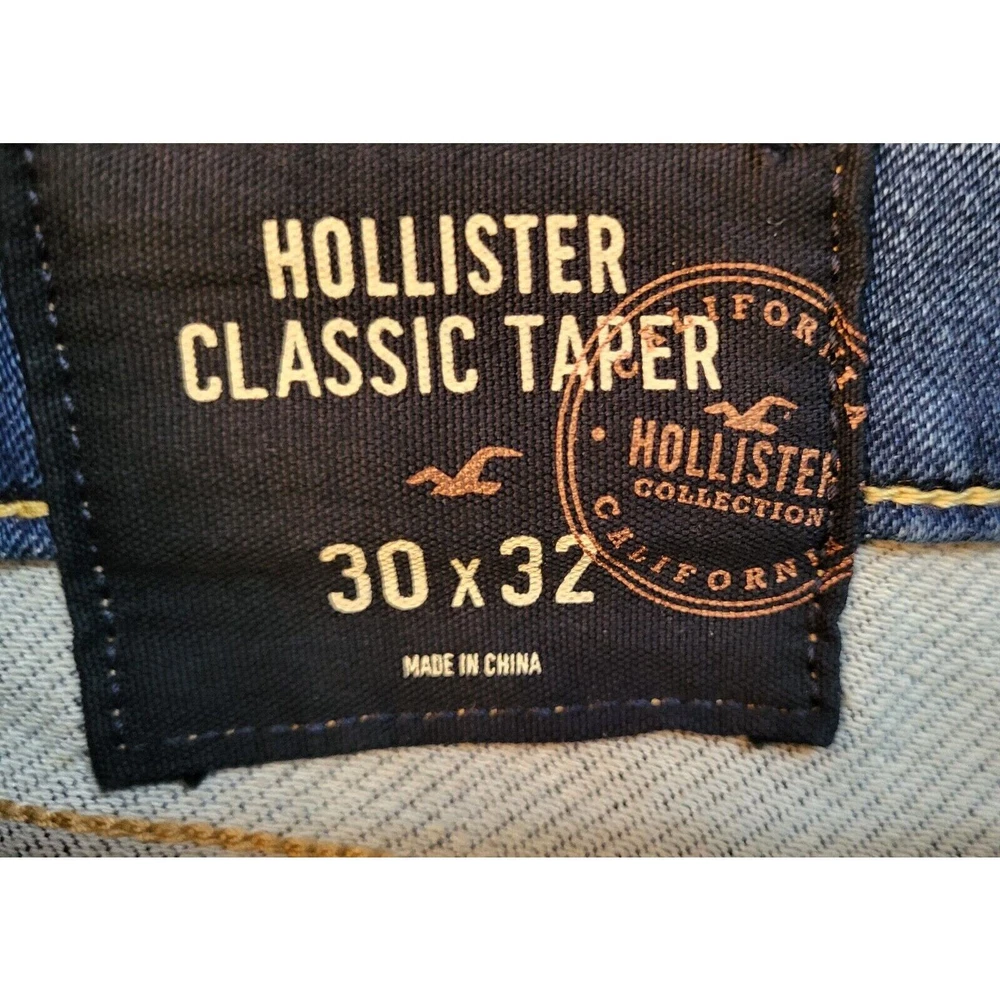 HOLLISTER
CLASSIC TAPER
30 x 32
MADE IN CHINA
CALIFORNIA
HOLLISTER
COLLECTION
CALIFORNIA